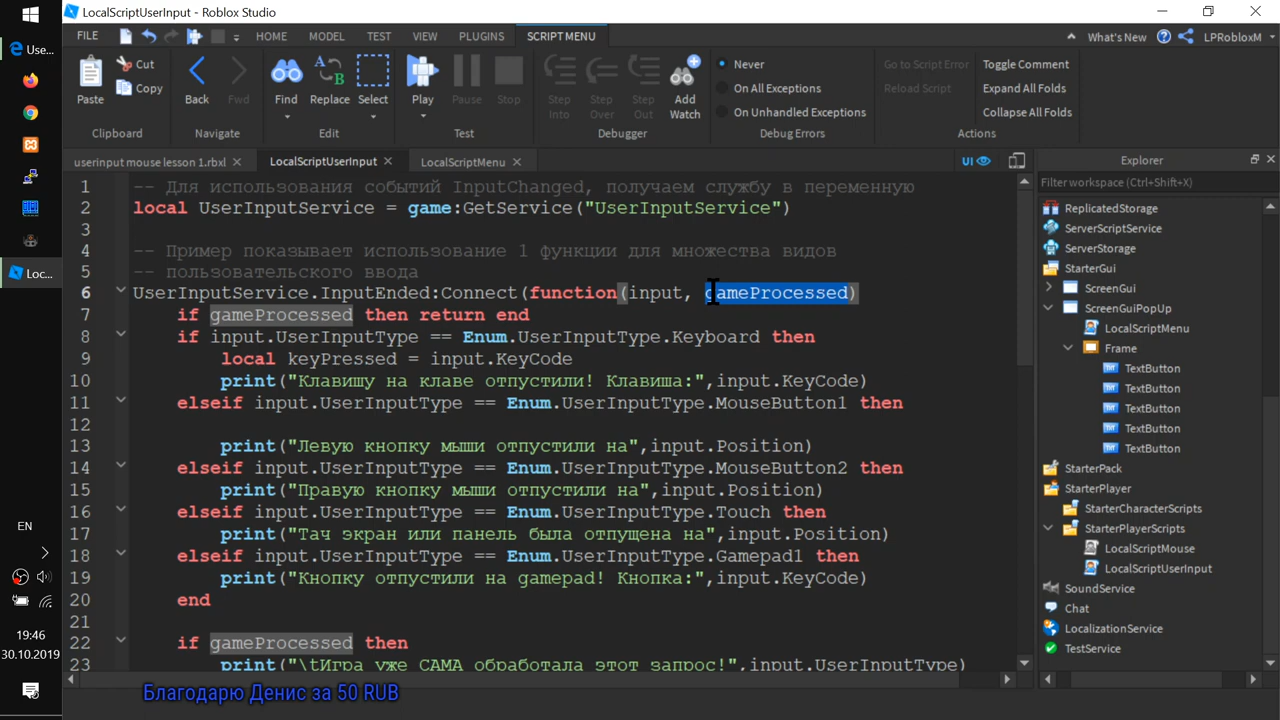 LocalScriptUserInput - Roblox Studio
FILE HOME MODEL TEST VIEW PLUGINS SCRIPT MENU What's New LPRobloxM
Paste Cut Copy Clipboard
Back Fwd Navigate
Find Replace Select Edit
Play Pause Stop Test
Step Into Step Over Step Out Add Watch Debugger
Never
On All Exceptions
On Unhandled Exceptions
Debug Errors
Go to Script Error Toggle Comment
Reload Script Expand All Folds
Collapse All Folds
Actions
userinput mouse lesson 1.rbxl LocalScriptUserInput LocalScriptMenu UI
1 -- Для использования событий InputChanged, получаем службу в переменную
2 local UserInputService = game:GetService("UserInputService")
3
4 -- Пример показывает использование 1 функции для множества видов
5 -- пользовательского ввода
6 UserInputService.InputEnded:Connect(function(input, gameProcessed)
7 if gameProcessed then return end
8 if input.UserInputType == Enum.UserInputType.Keyboard then
9 local keyPressed = input.KeyCode
10 print("Клавишу на клаве отпустили! Клавиша:",input.KeyCode)
11 elseif input.UserInputType == Enum.UserInputType.MouseButton1 then
12
13 print("Левую кнопку мыши отпустили на",input.Position)
14 elseif input.UserInputType == Enum.UserInputType.MouseButton2 then
15 print("Правую кнопку мыши отпустили на",input.Position)
16 elseif input.UserInputType == Enum.UserInputType.Touch then
17 print("Тач экран или панель была отпущена на",input.Position)
18 elseif input.UserInputType == Enum.UserInputType.Gamepad1 then
19 print("Кнопку отпустили на gamepad! Кнопка:",input.KeyCode)
20 end
21
22 if gameProcessed then
23 print("\tИгра уже САМА обработала этот запрос!",input.UserInputType)
Explorer
Filter workspace (Ctrl+Shift+X)
ReplicatedStorage
ServerScriptService
ServerStorage
StarterGui
ScreenGui
ScreenGuiPopUp
LocalScriptMenu
Frame
TextButton
TextButton
TextButton
TextButton
TextButton
StarterPack
StarterPlayer
StarterCharacterScripts
StarterPlayerScripts
LocalScriptMouse
LocalScriptUserInput
SoundService
Chat
LocalizationService
TestService
Use...
Loc...
EN
19:46
30.10.2019
Благодарю Денис за 50 RUB